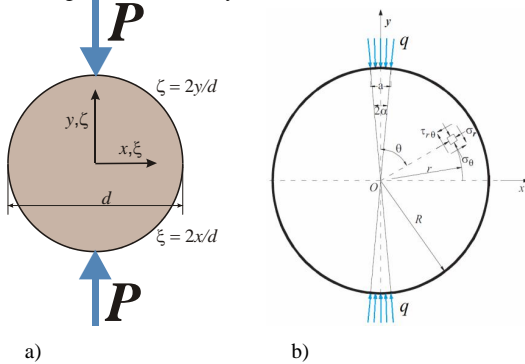 P
ζ = 2y/d
y,ζ
x,ξ
d
ξ = 2x/d
P
a)
y
q
a
2α
τrθ
σr
θ
σθ
r
O
x
R
q
b)